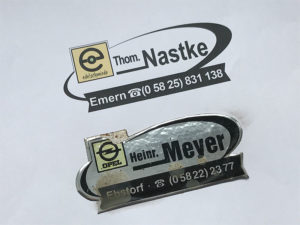 Thom. Nastke
Emern ☎ (0 58 25) 831 138
OPEL
Heinr. Meyer
Ebstorf · ☎ (0 58 22) 23 77